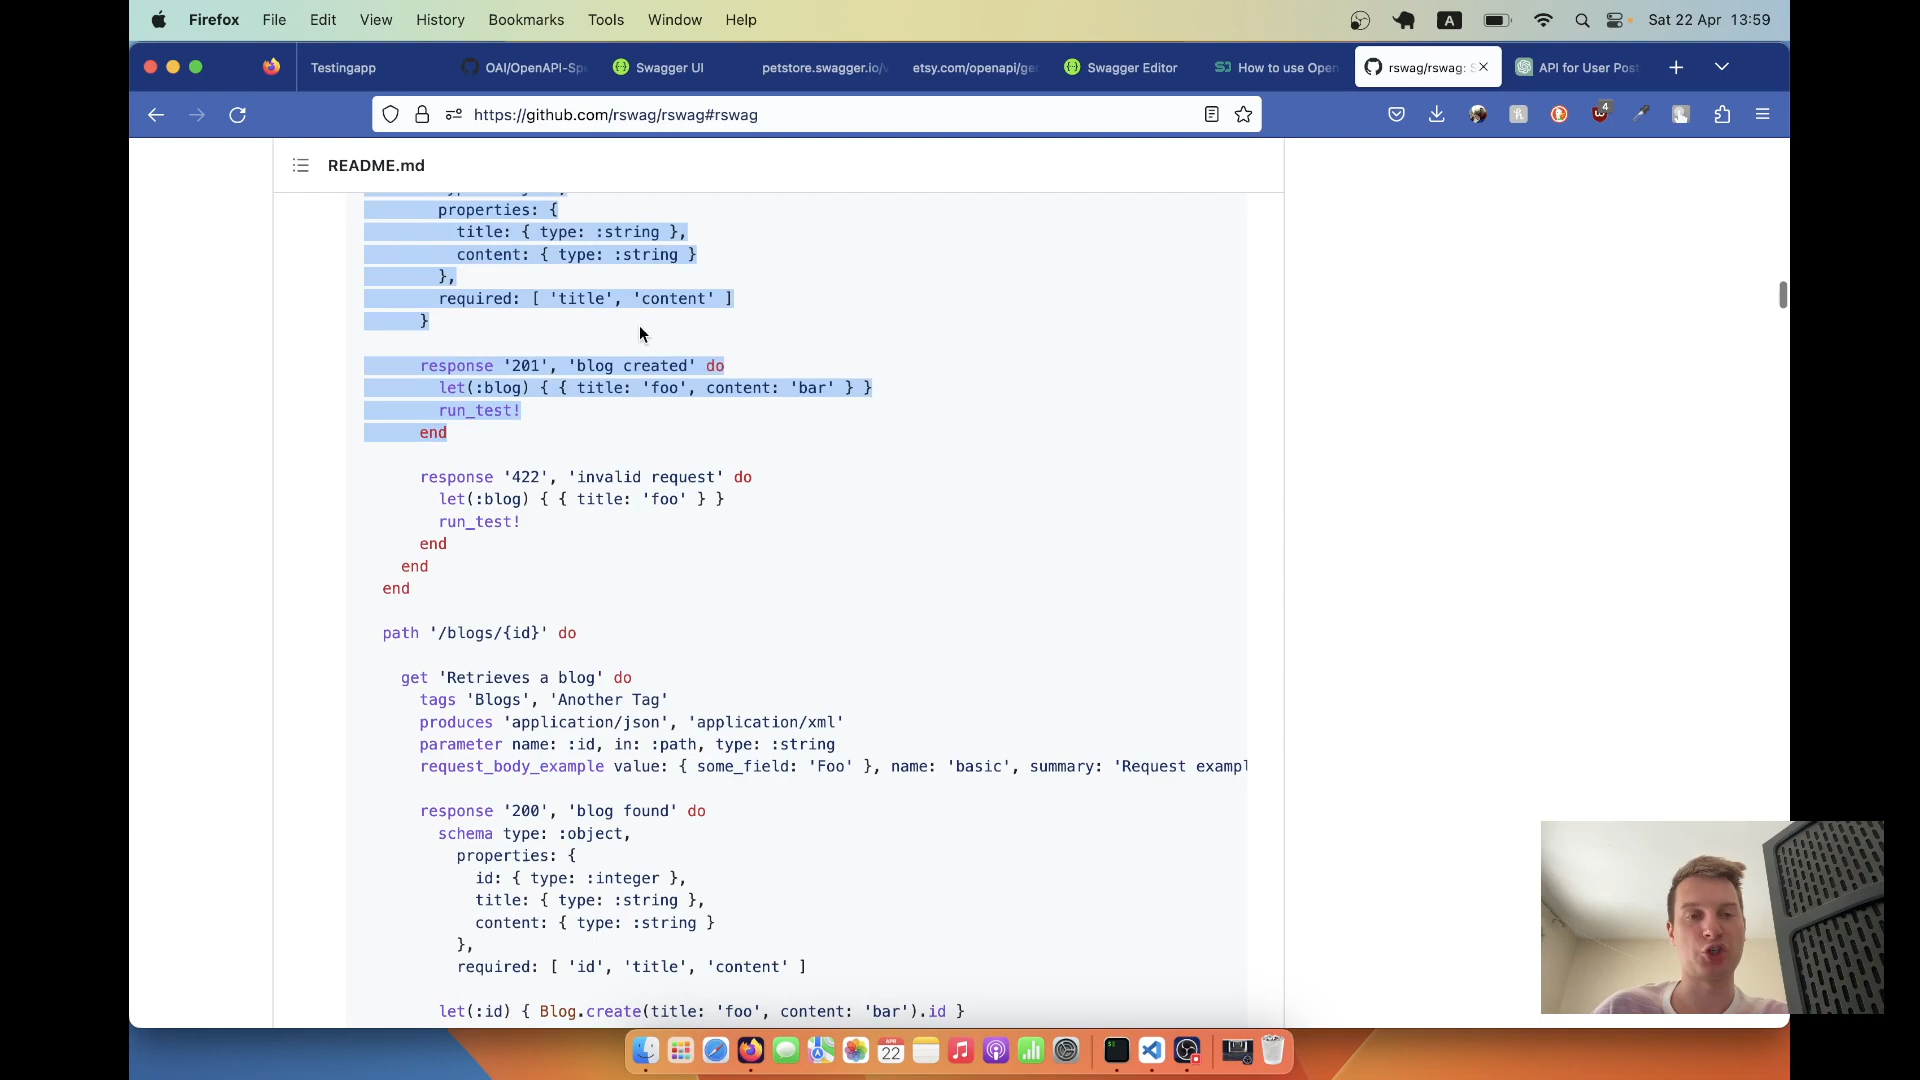 Firefox File Edit View History Bookmarks Tools Window Help A Sat 22 Apr 13:59
Testingapp OAI/OpenAPI-Sp Swagger UI petstore.swagger.io/v etsy.com/openapi/ge Swagger Editor How to use Open rswag/rswag: S API for User Post
https://github.com/rswag/rswag#rswag 4
README.md
properties: {
title: { type: :string },
content: { type: :string }
},
required: [ 'title', 'content' ]
}
response '201', 'blog created' do
let(:blog) { { title: 'foo', content: 'bar' } }
run_test!
end
response '422', 'invalid request' do
let(:blog) { { title: 'foo' } }
run_test!
end
end
end
path '/blogs/{id}' do
get 'Retrieves a blog' do
tags 'Blogs', 'Another Tag'
produces 'application/json', 'application/xml'
parameter name: :id, in: :path, type: :string
request_body_example value: { some_field: 'Foo' }, name: 'basic', summary: 'Request exampl
response '200', 'blog found' do
schema type: :object,
properties: {
id: { type: :integer },
title: { type: :string },
content: { type: :string }
},
required: [ 'id', 'title', 'content' ]
let(:id) { Blog.create(title: 'foo', content: 'bar').id }
APR
22